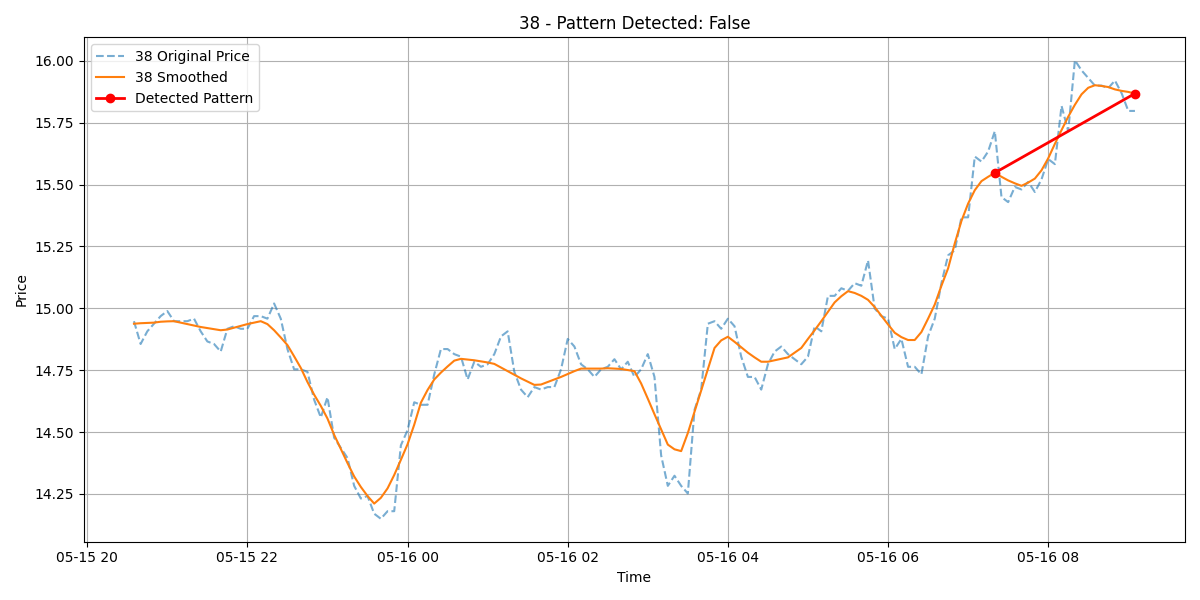 38 - Pattern Detected: False
38 Original Price
38 Smoothed
Detected Pattern
Price
16.00
15.75
15.50
15.25
15.00
14.75
14.50
14.25
05-15 20 05-15 22 05-16 00 05-16 02 05-16 04 05-16 06 05-16 08
Time